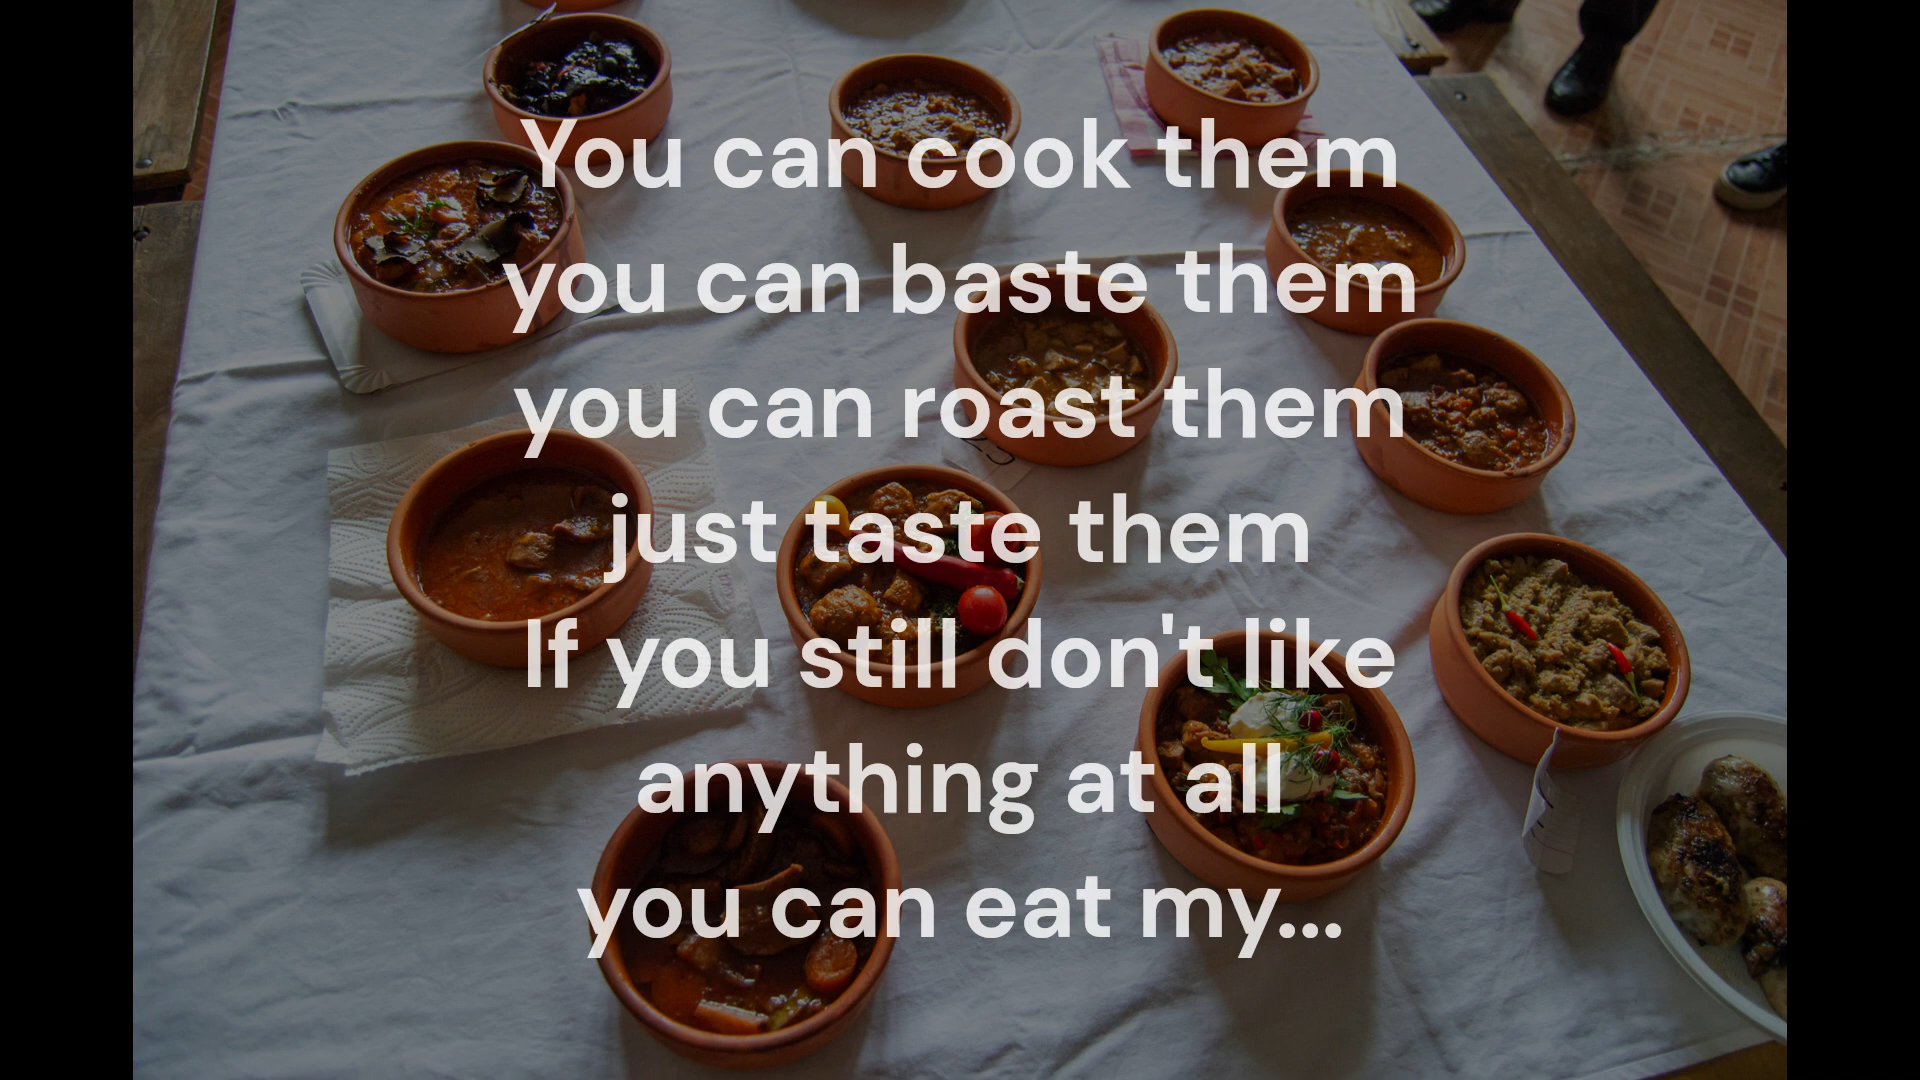 You can cook them
you can baste them
you can roast them
just taste them
If you still don't like
anything at all
you can eat my...